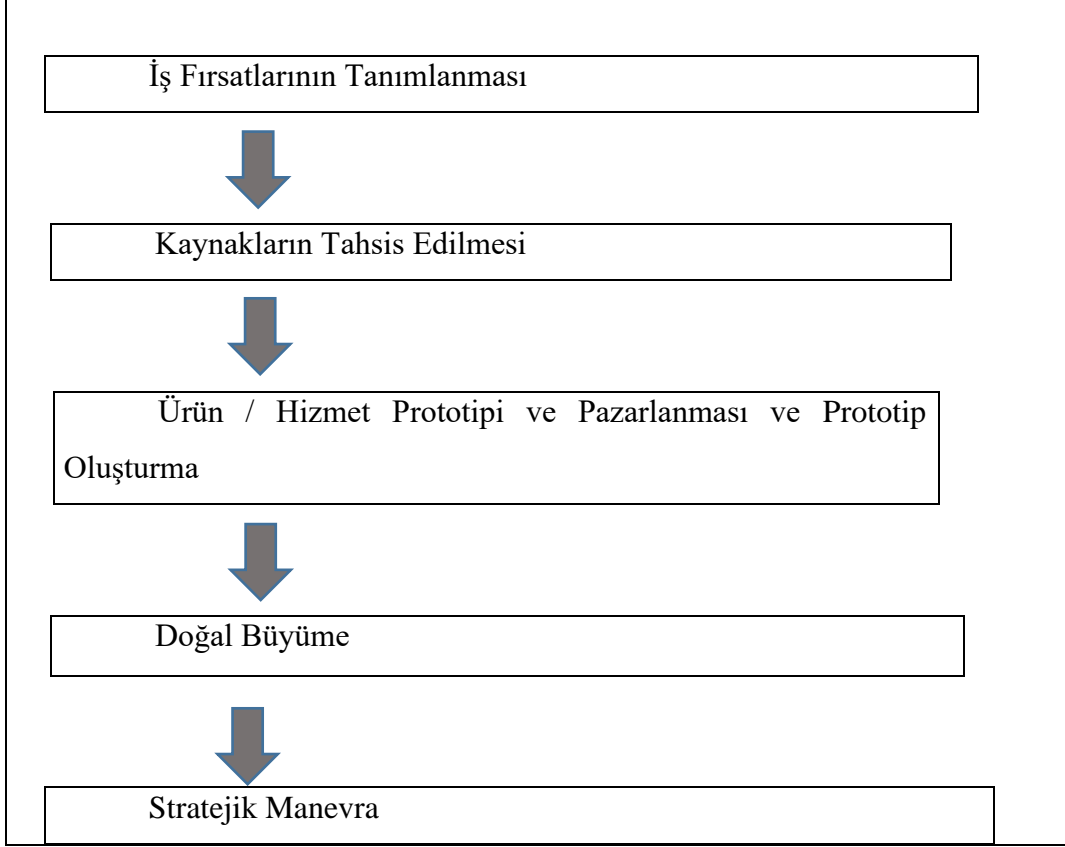 İş Fırsatlarının Tanımlanması
Kaynakların Tahsis Edilmesi
Ürün / Hizmet Prototipi ve Pazarlanması ve Prototip
Oluşturma
Doğal Büyüme
Stratejik Manevra